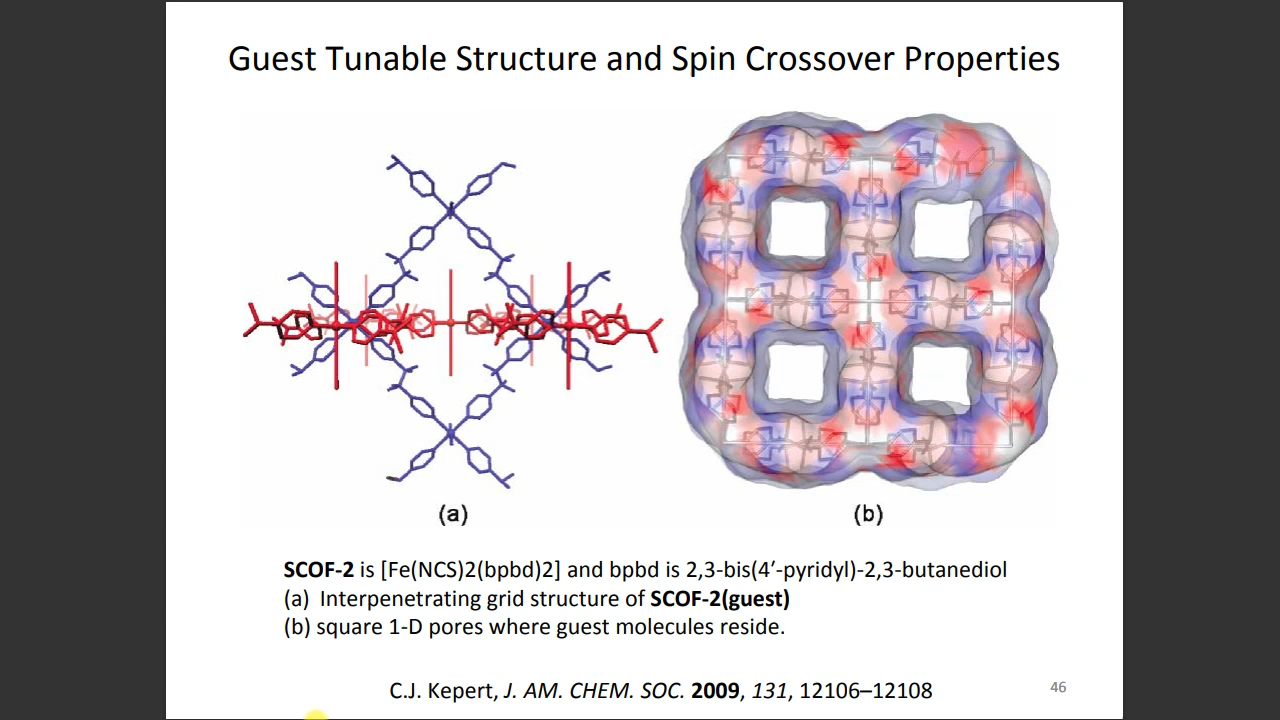 Guest Tunable Structure and Spin Crossover Properties
(a)
(b)
SCOF-2 is [Fe(NCS)2(bpbd)2] and bpbd is 2,3-bis(4′-pyridyl)-2,3-butanediol
(a) Interpenetrating grid structure of SCOF-2(guest)
(b) square 1-D pores where guest molecules reside.
C.J. Kepert, J. AM. CHEM. SOC. 2009, 131, 12106–12108
46